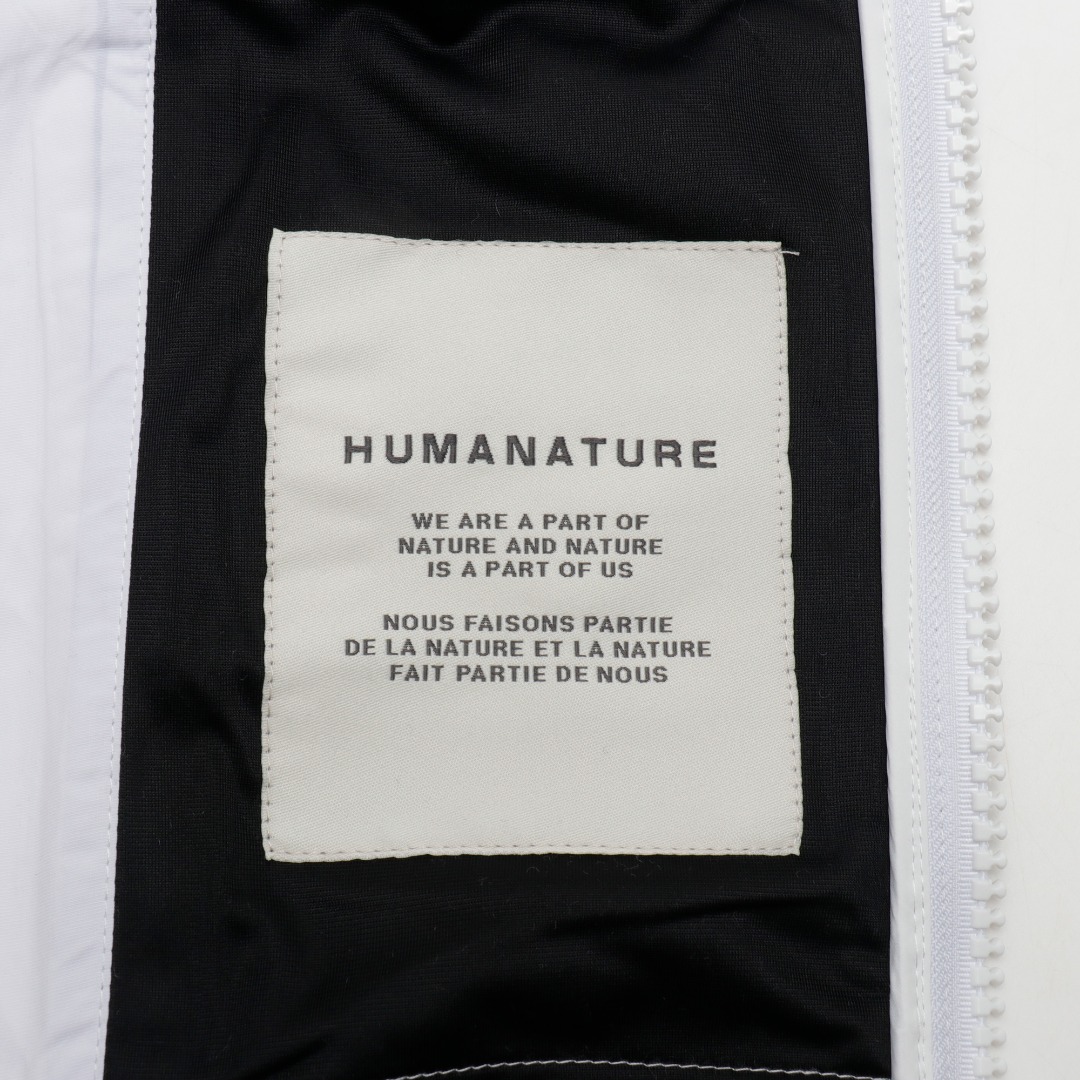 HUMANATURE
WE ARE A PART OF
NATURE AND NATURE
IS A PART OF US
NOUS FAISONS PARTIE
DE LA NATURE ET LA NATURE
FAIT PARTIE DE NOUS